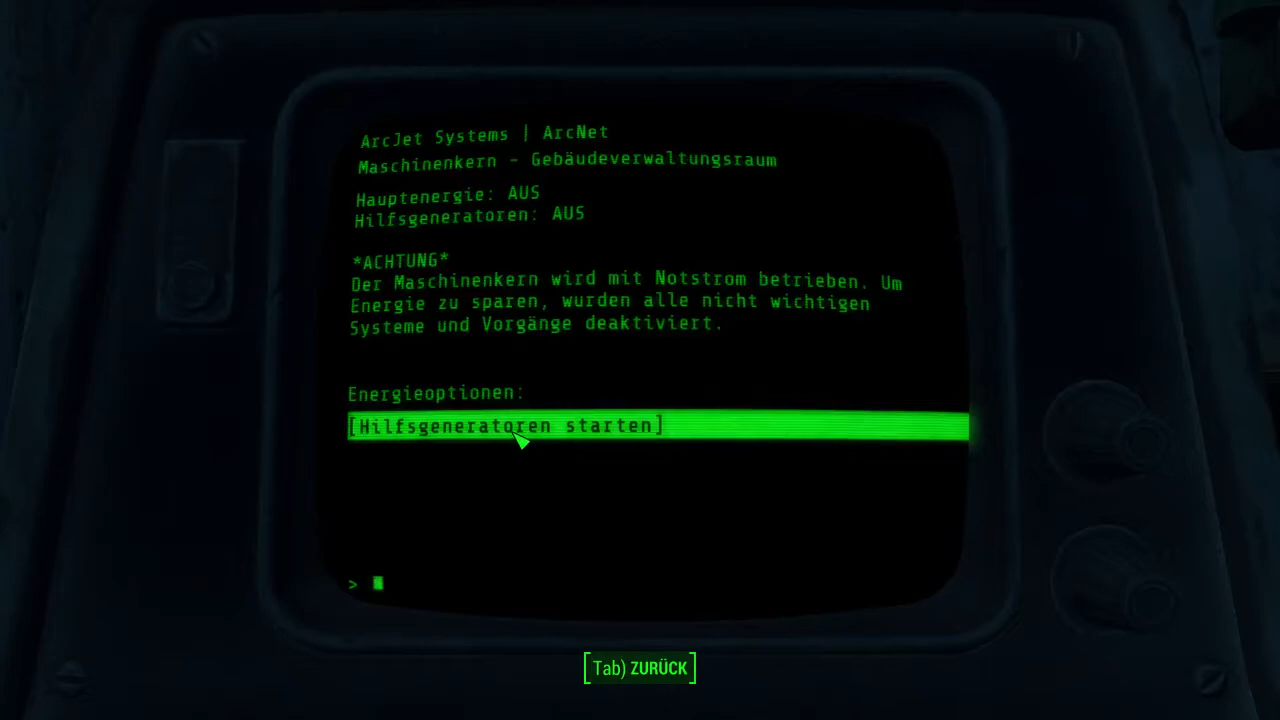 ArcJet Systems | ArcNet
Maschinenkern - Gebäudeverwaltungsraum
Hauptenergie: AUS
Hilfsgeneratoren: AUS
*ACHTUNG*
Der Maschinenkern wird mit Notstrom betrieben. Um
Energie zu sparen, wurden alle nicht wichtigen
Systeme und Vorgänge deaktiviert.
Energieoptionen:
[Hilfsgeneratoren starten]
>
[Tab) ZURÜCK]